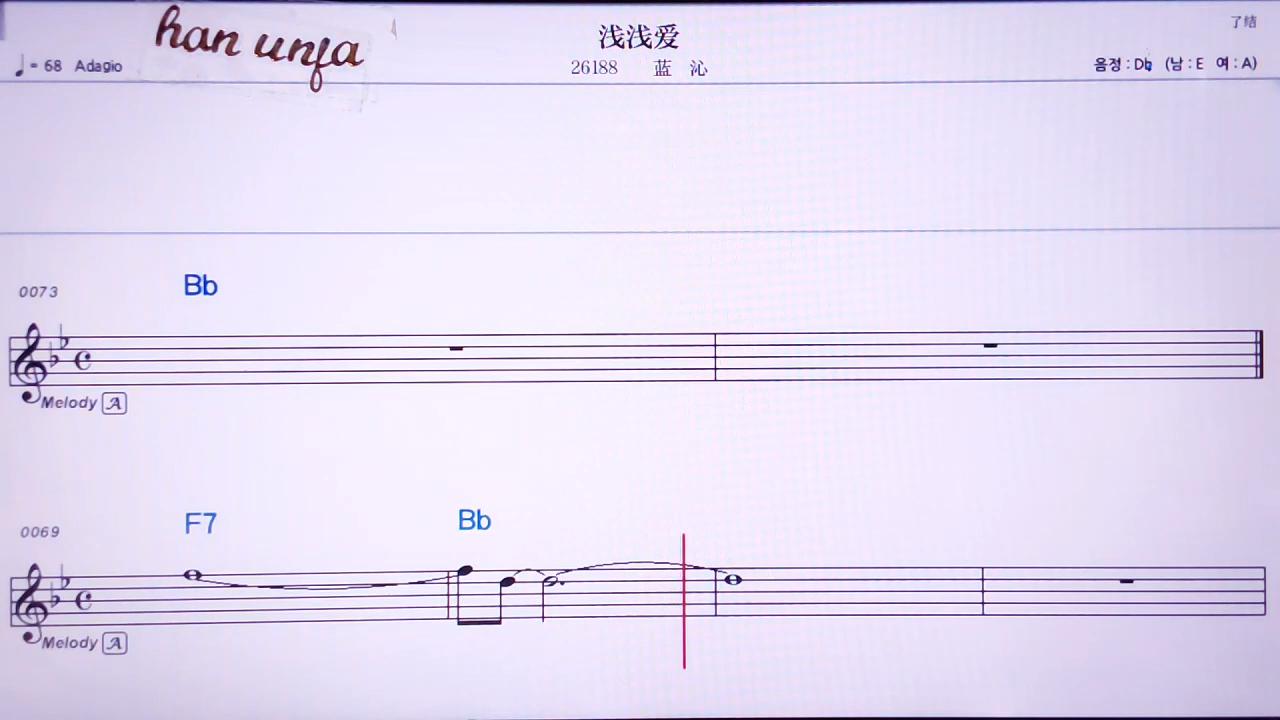 han unja
浅浅爱
了结
♩= 68 Adagio
26188 蓝 沁
음정 : Db (남 : E 여 : A)
0073
Bb
Melody A
0069
F7 Bb
Melody A